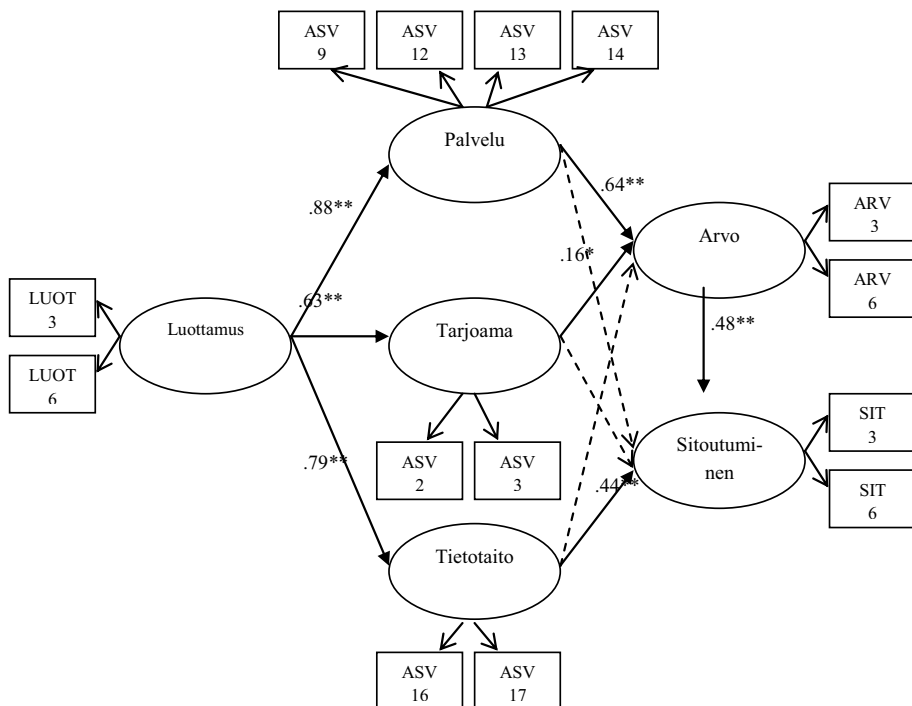 ASV
9
ASV
12
ASV
13
ASV
14
Palvelu
.88**
.64**
.16*
Arvo
ARV
3
ARV
6
LUOT
3
LUOT
6
Luottamus
.63**
Tarjoama
.48**
ASV
2
ASV
3
.79**
.44**
Sitoutumi-
nen
SIT
3
SIT
6
Tietotaito
ASV
16
ASV
17